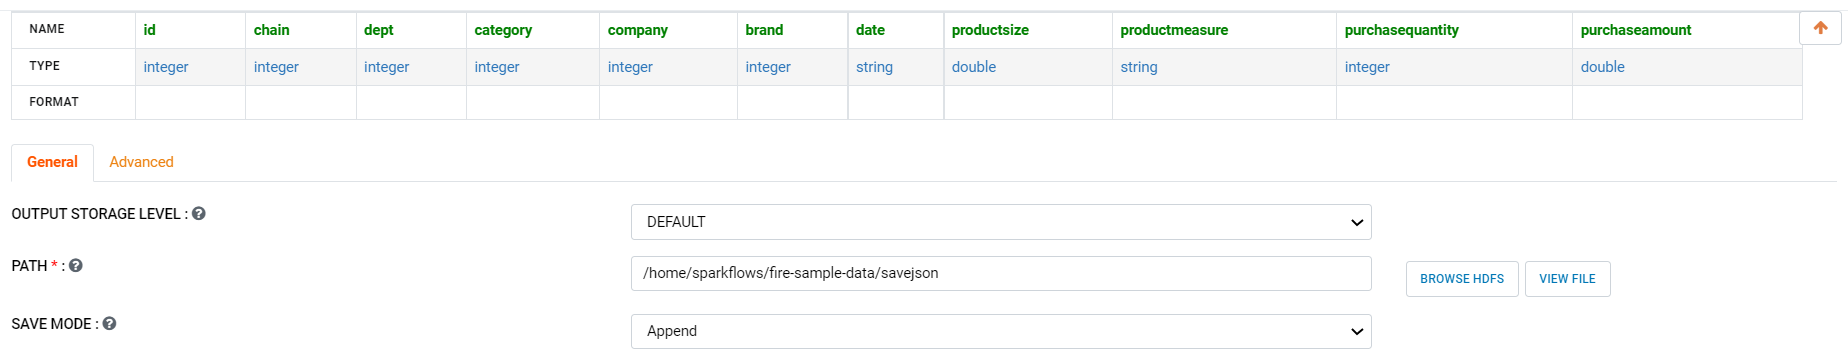 NAME id chain dept category company brand date productsize productmeasure purchasequantity purchaseamount
TYPE integer integer integer integer integer integer string double string integer double
FORMAT
General Advanced
OUTPUT STORAGE LEVEL : DEFAULT
PATH * : /home/sparkflows/fire-sample-data/savejson BROWSE HDFS VIEW FILE
SAVE MODE : Append